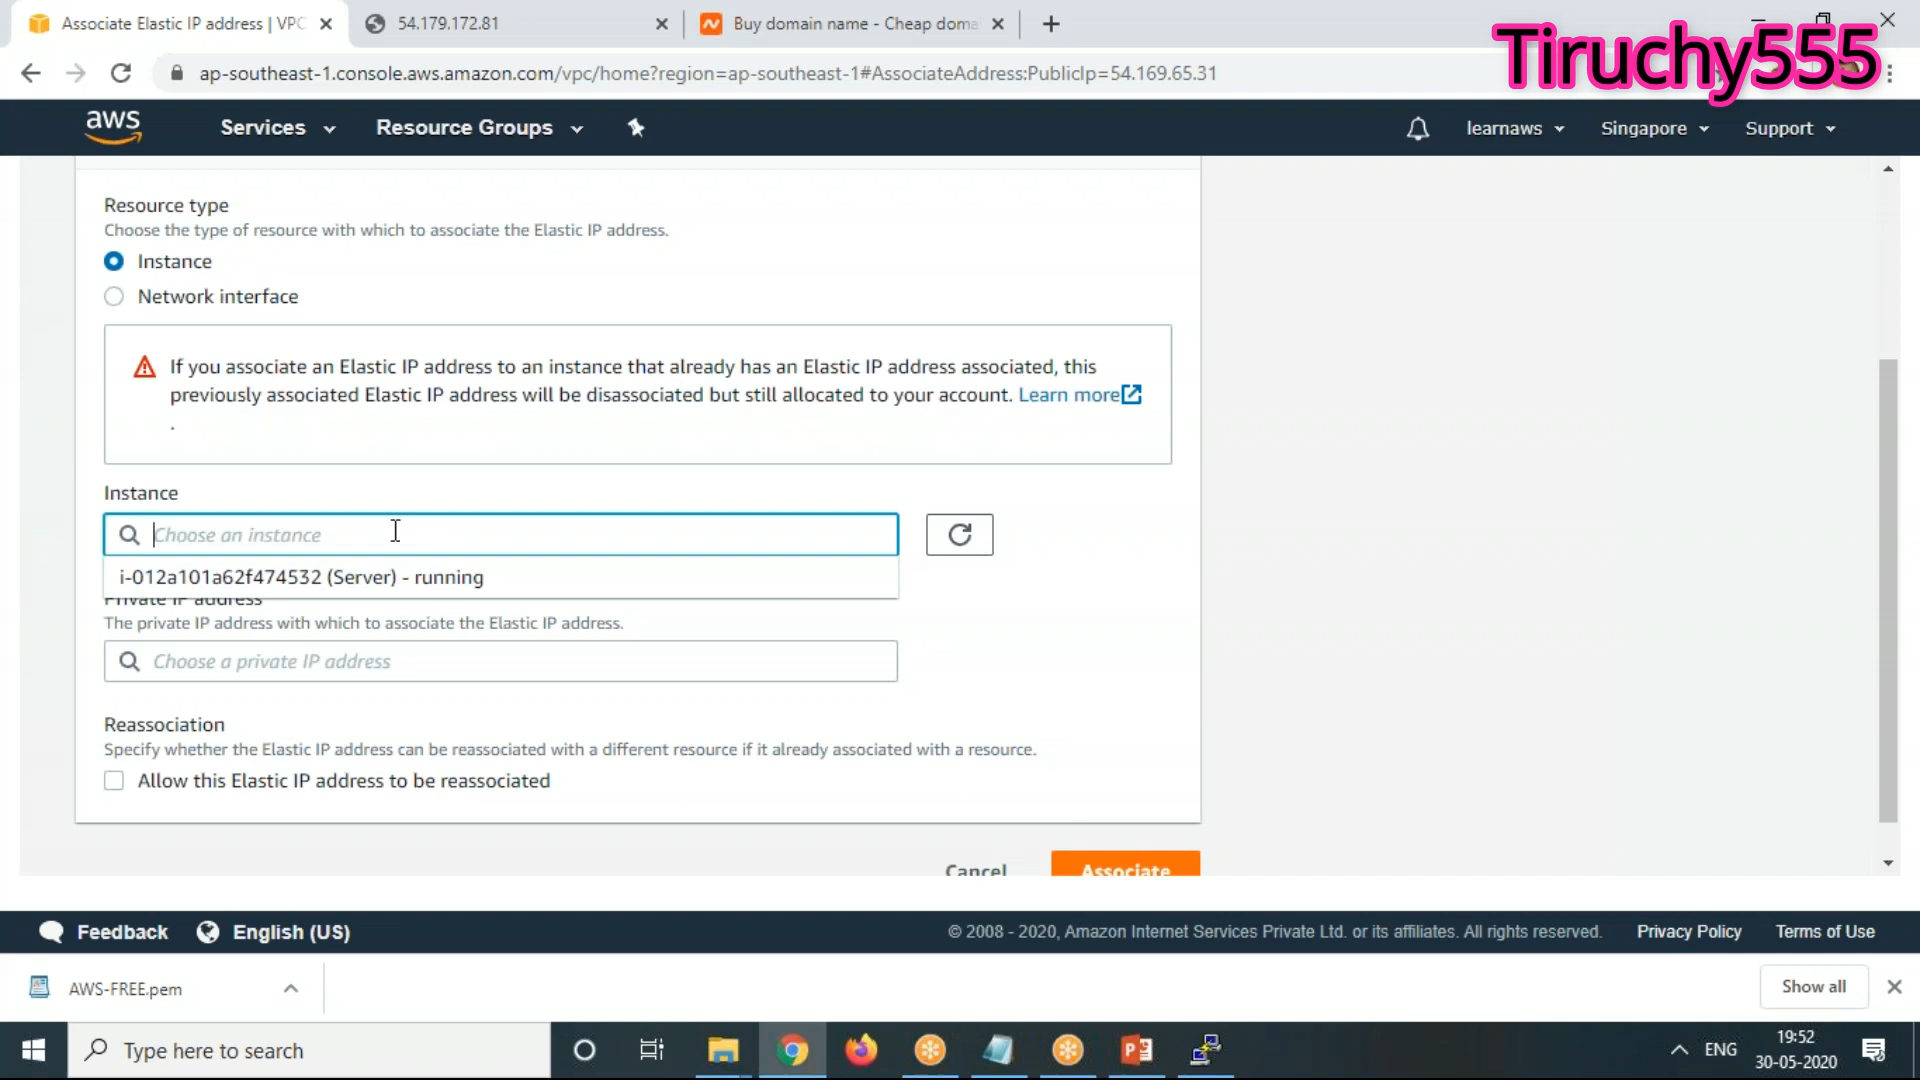 Associate Elastic IP address | VPC
54.179.172.81
Buy domain name - Cheap doma
ap-southeast-1.console.aws.amazon.com/vpc/home?region=ap-southeast-1#AssociateAddress:PublicIp=54.169.65.31
Tiruchy555
aws
Services
Resource Groups
learnaws
Singapore
Support
Resource type
Choose the type of resource with which to associate the Elastic IP address.
Instance
Network interface
If you associate an Elastic IP address to an instance that already has an Elastic IP address associated, this
previously associated Elastic IP address will be disassociated but still allocated to your account. Learn more
.
Instance
Choose an instance
i-012a101a62f474532 (Server) - running
Private IP address
The private IP address with which to associate the Elastic IP address.
Choose a private IP address
Reassociation
Specify whether the Elastic IP address can be reassociated with a different resource if it already associated with a resource.
Allow this Elastic IP address to be reassociated
Cancel
Associate
Feedback
English (US)
© 2008 - 2020, Amazon Internet Services Private Ltd. or its affiliates. All rights reserved.
Privacy Policy
Terms of Use
AWS-FREE.pem
Show all
Type here to search
ENG
19:52
30-05-2020